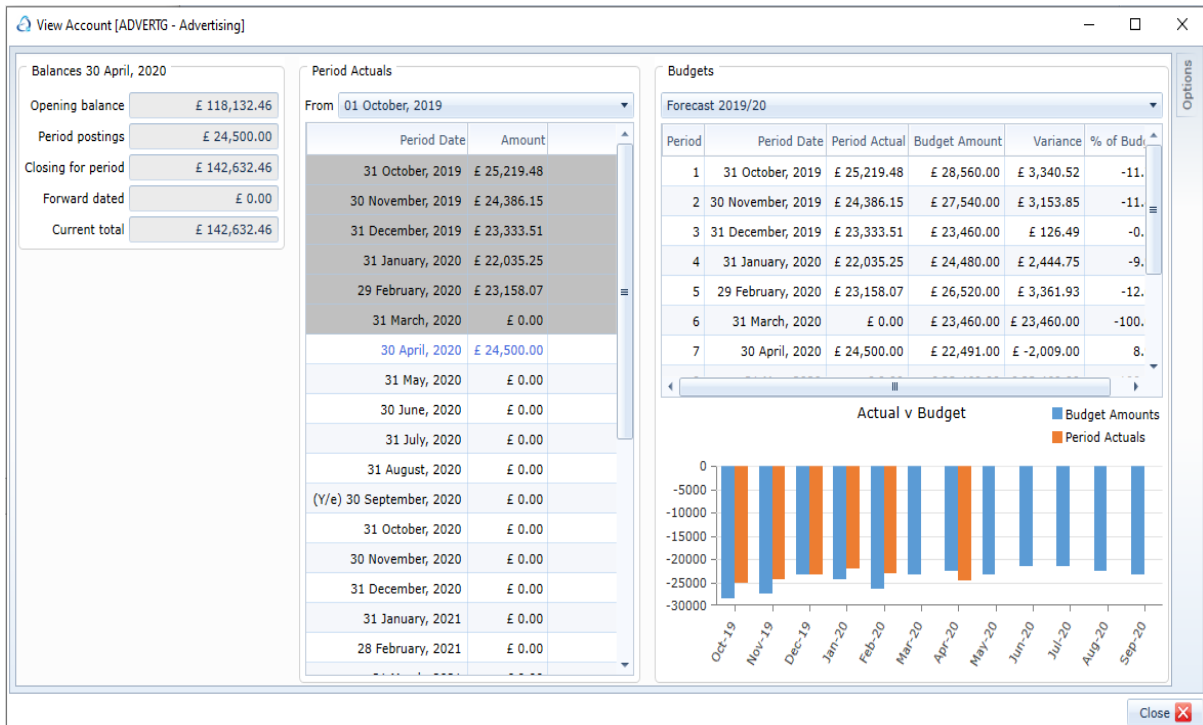 View Account [ADVERTG - Advertising]
Balances 30 April, 2020
Opening balance £ 118,132.46
Period postings £ 24,500.00
Closing for period £ 142,632.46
Forward dated £ 0.00
Current total £ 142,632.46
Period Actuals
From 01 October, 2019
Period Date Amount
31 October, 2019 £ 25,219.48
30 November, 2019 £ 24,386.15
31 December, 2019 £ 23,333.51
31 January, 2020 £ 22,035.25
29 February, 2020 £ 23,158.07
31 March, 2020 £ 0.00
30 April, 2020 £ 24,500.00
31 May, 2020 £ 0.00
30 June, 2020 £ 0.00
31 July, 2020 £ 0.00
31 August, 2020 £ 0.00
(Y/e) 30 September, 2020 £ 0.00
31 October, 2020 £ 0.00
30 November, 2020 £ 0.00
31 December, 2020 £ 0.00
31 January, 2021 £ 0.00
28 February, 2021 £ 0.00
Budgets
Forecast 2019/20
Period Period Date Period Actual Budget Amount Variance % of Budg
1 31 October, 2019 £ 25,219.48 £ 28,560.00 £ 3,340.52 -11.
2 30 November, 2019 £ 24,386.15 £ 27,540.00 £ 3,153.85 -11.
3 31 December, 2019 £ 23,333.51 £ 23,460.00 £ 126.49 -0.
4 31 January, 2020 £ 22,035.25 £ 24,480.00 £ 2,444.75 -9.
5 29 February, 2020 £ 23,158.07 £ 26,520.00 £ 3,361.93 -12.
6 31 March, 2020 £ 0.00 £ 23,460.00 £ 23,460.00 -100.
7 30 April, 2020 £ 24,500.00 £ 22,491.00 £ -2,009.00 8.
Actual v Budget
Budget Amounts
Period Actuals
0
-5000
-10000
-15000
-20000
-25000
-30000
Oct-19 Nov-19 Dec-19 Jan-20 Feb-20 Mar-20 Apr-20 May-20 Jun-20 Jul-20 Aug-20 Sep-20
Options
Close